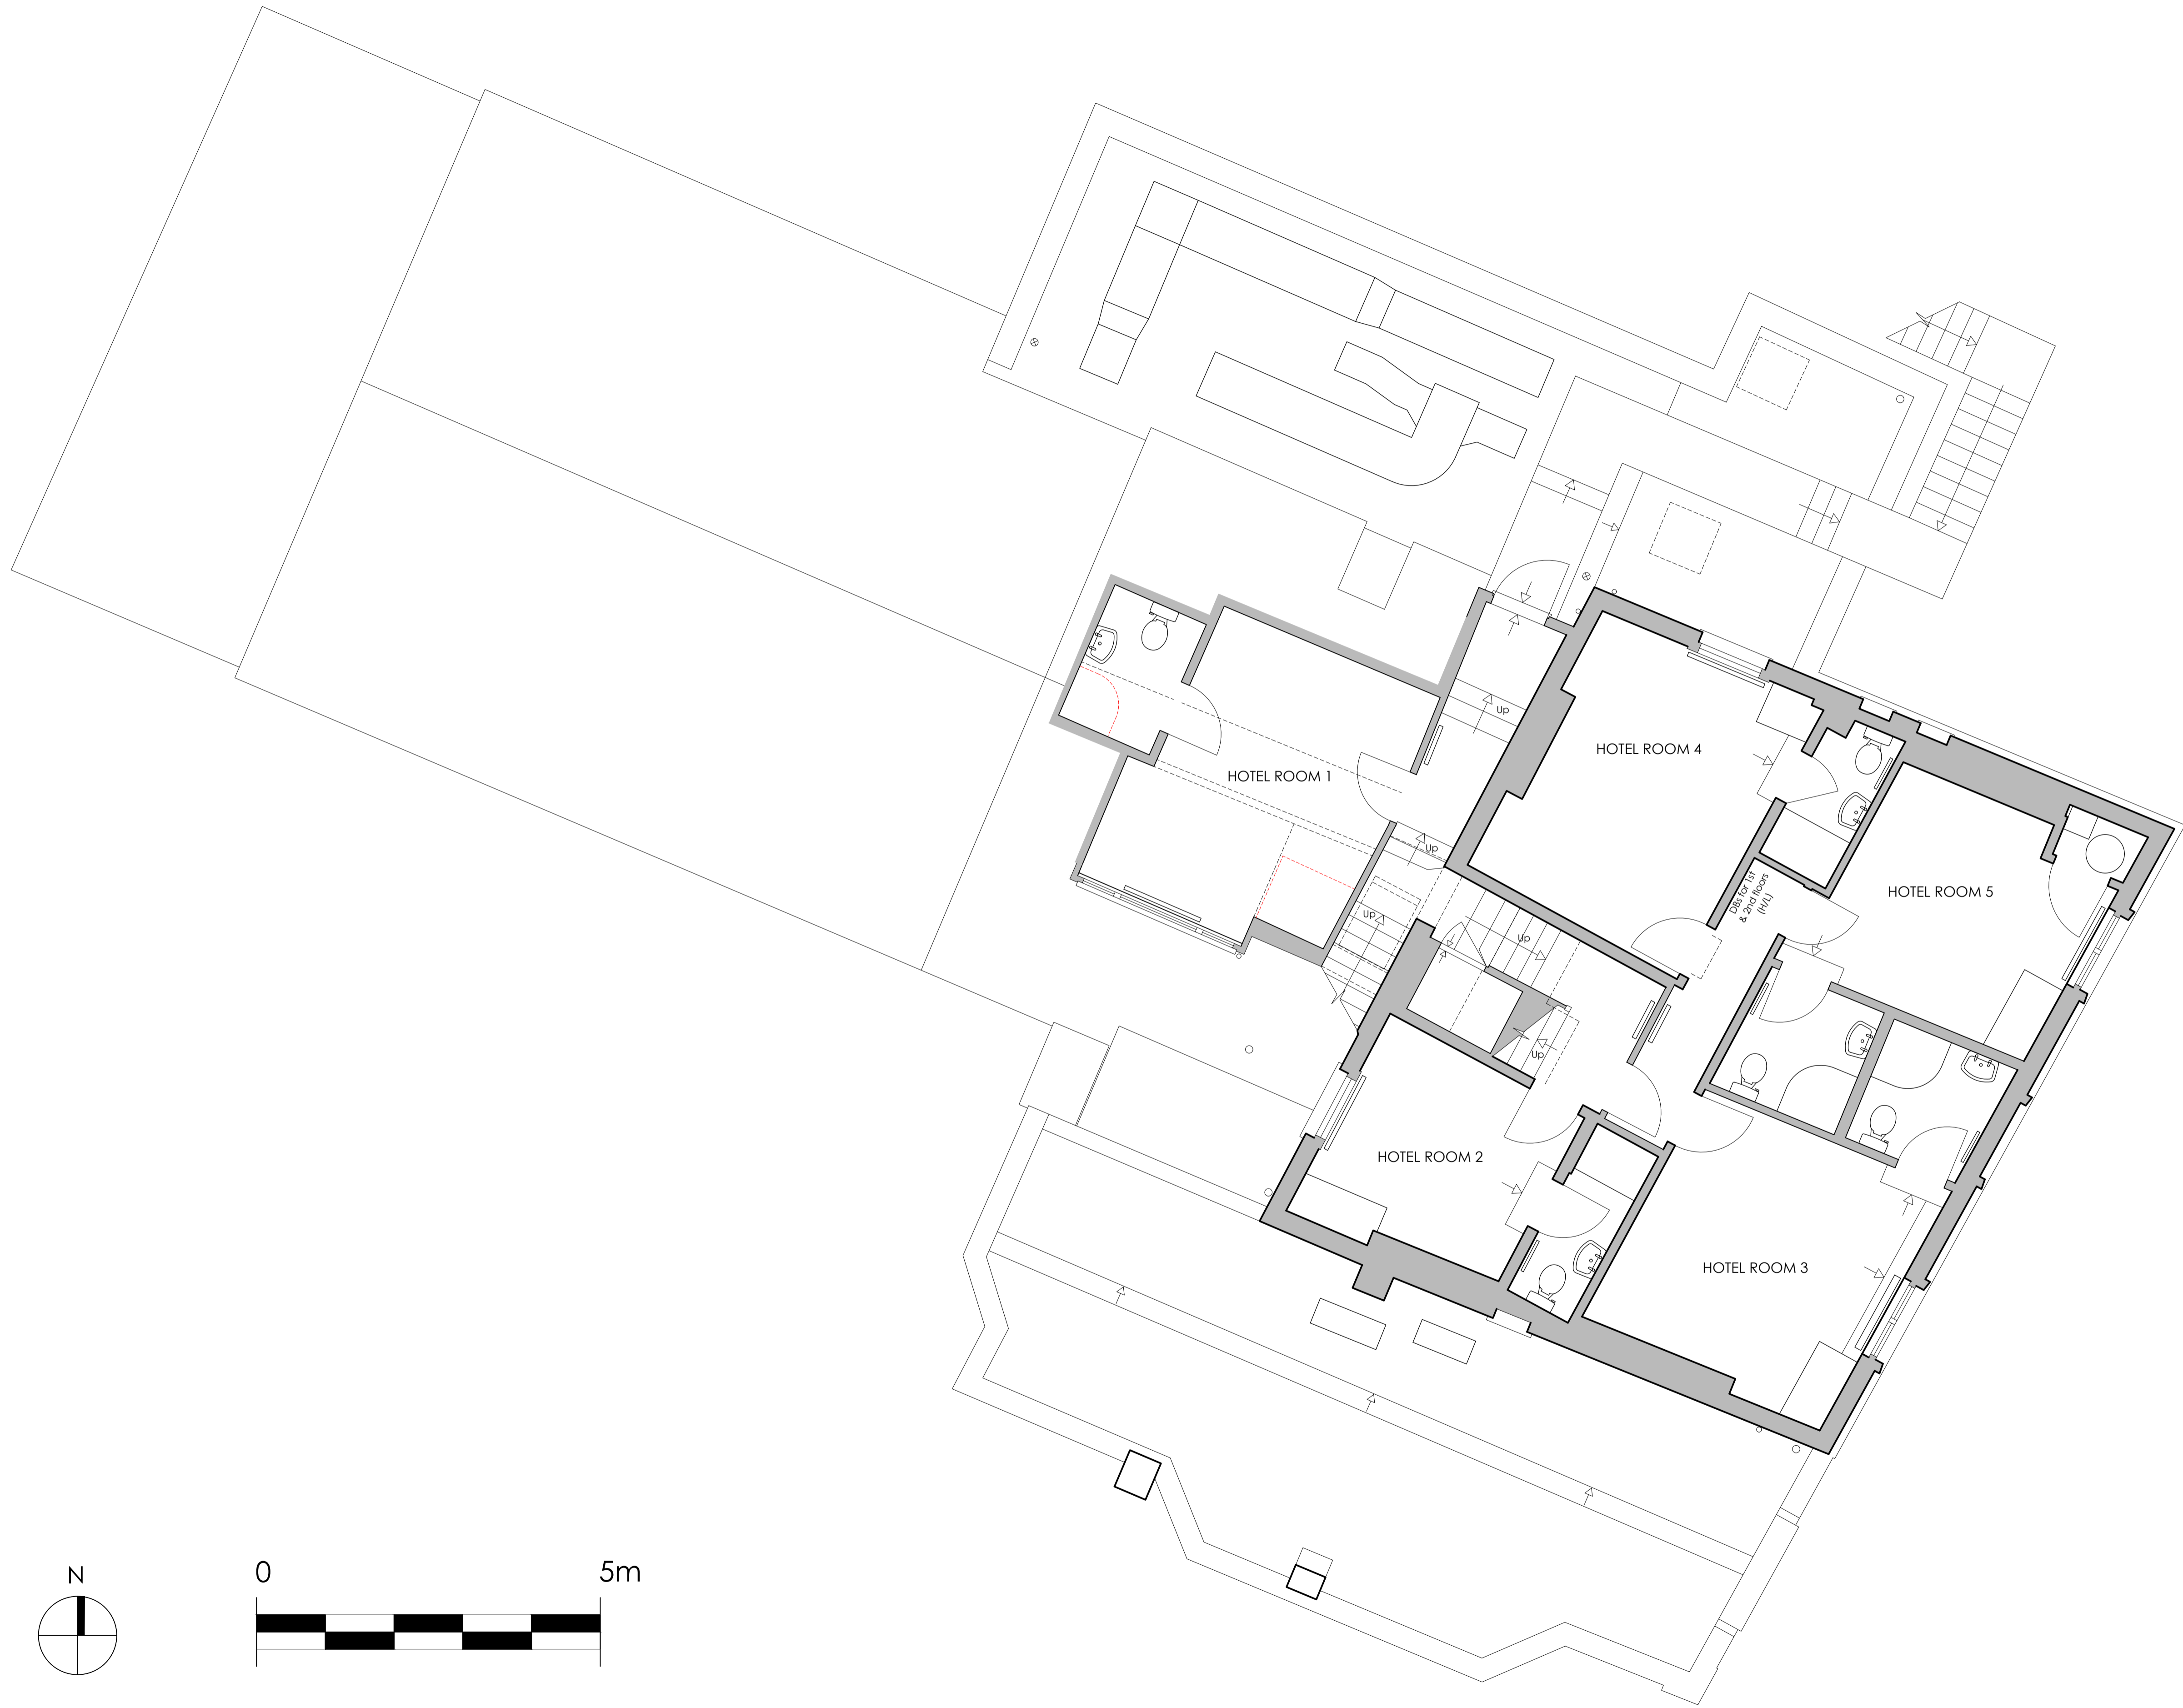 Up
HOTEL ROOM 4
HOTEL ROOM 1
Up
DBs for 1st
& 2nd floors
(H/L)
HOTEL ROOM 5
Up
Up
Up
HOTEL ROOM 2
HOTEL ROOM 3
N
0
5m